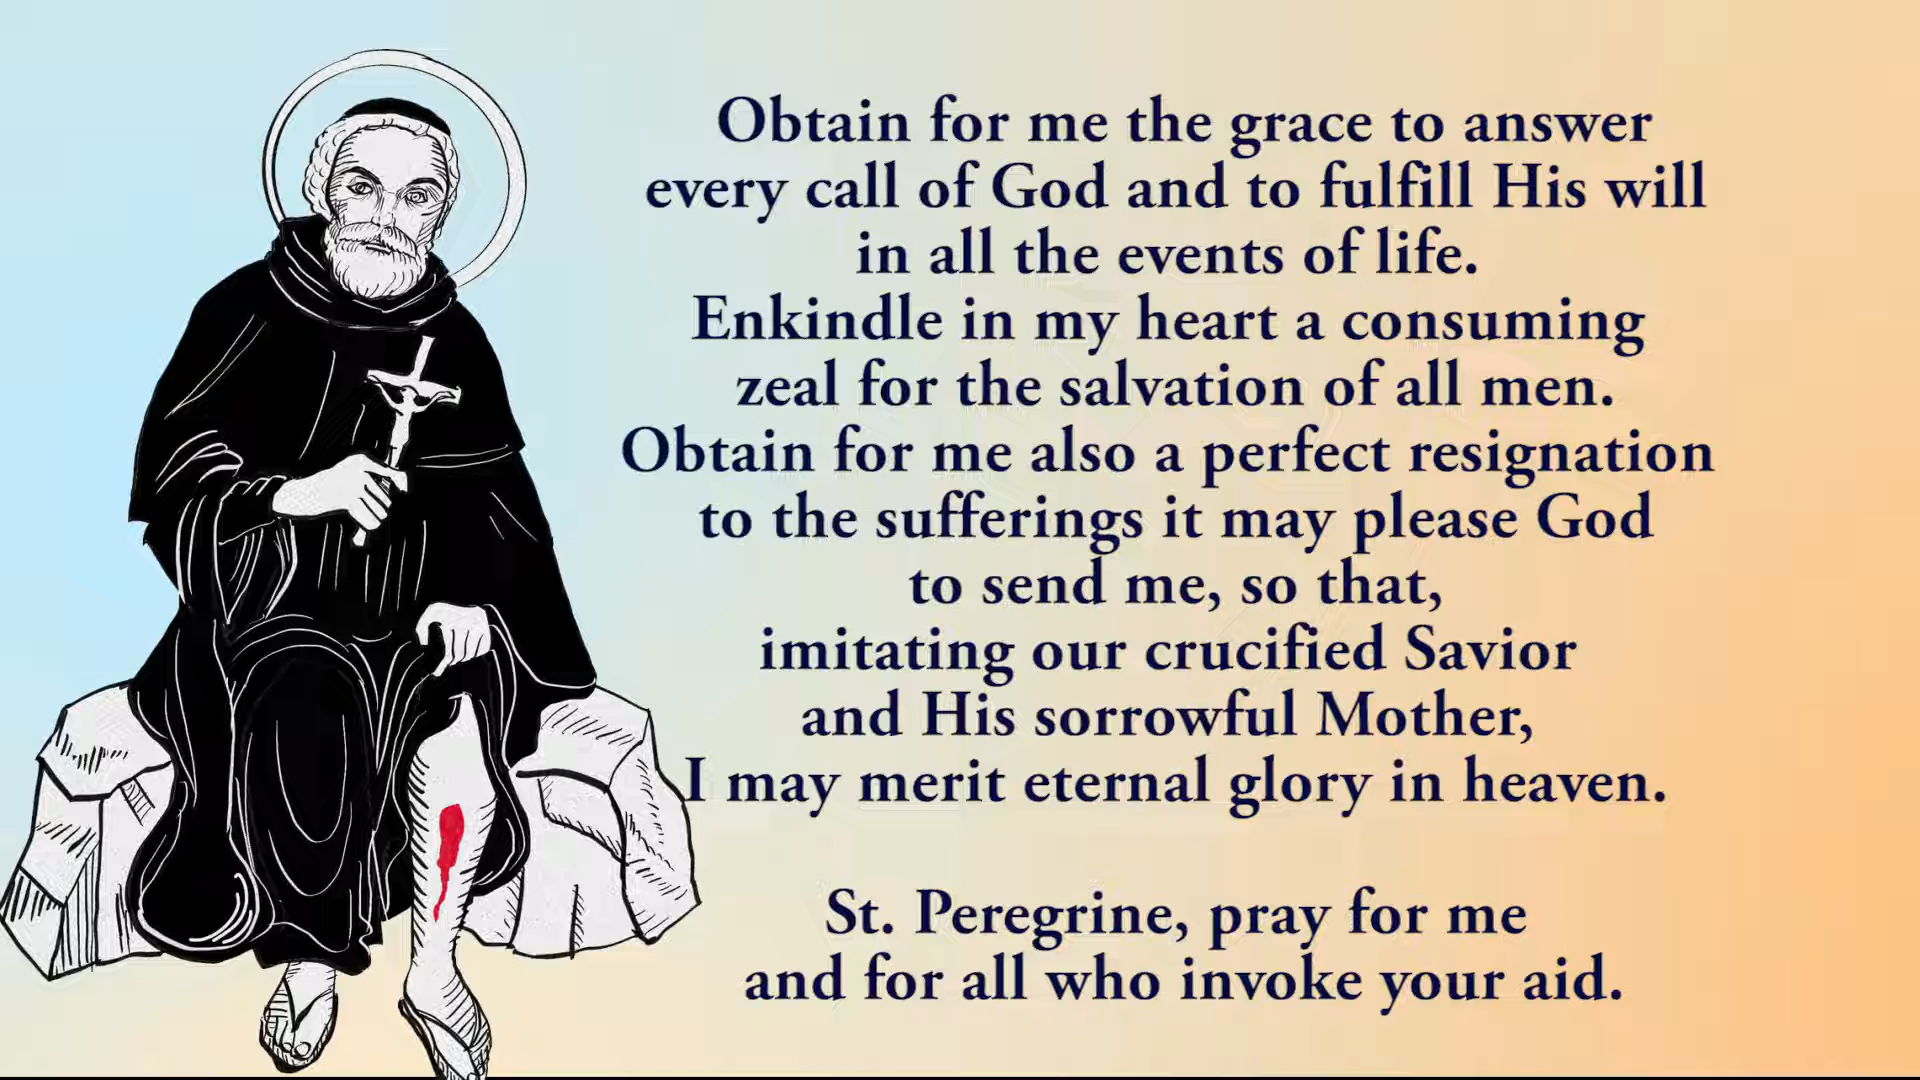 Obtain for me the grace to answer
every call of God and to fulfill His will
in all the events of life.
Enkindle in my heart a consuming
zeal for the salvation of all men.
Obtain for me also a perfect resignation
to the sufferings it may please God
to send me, so that,
imitating our crucified Savior
and His sorrowful Mother,
I may merit eternal glory in heaven.
St. Peregrine, pray for me
and for all who invoke your aid.